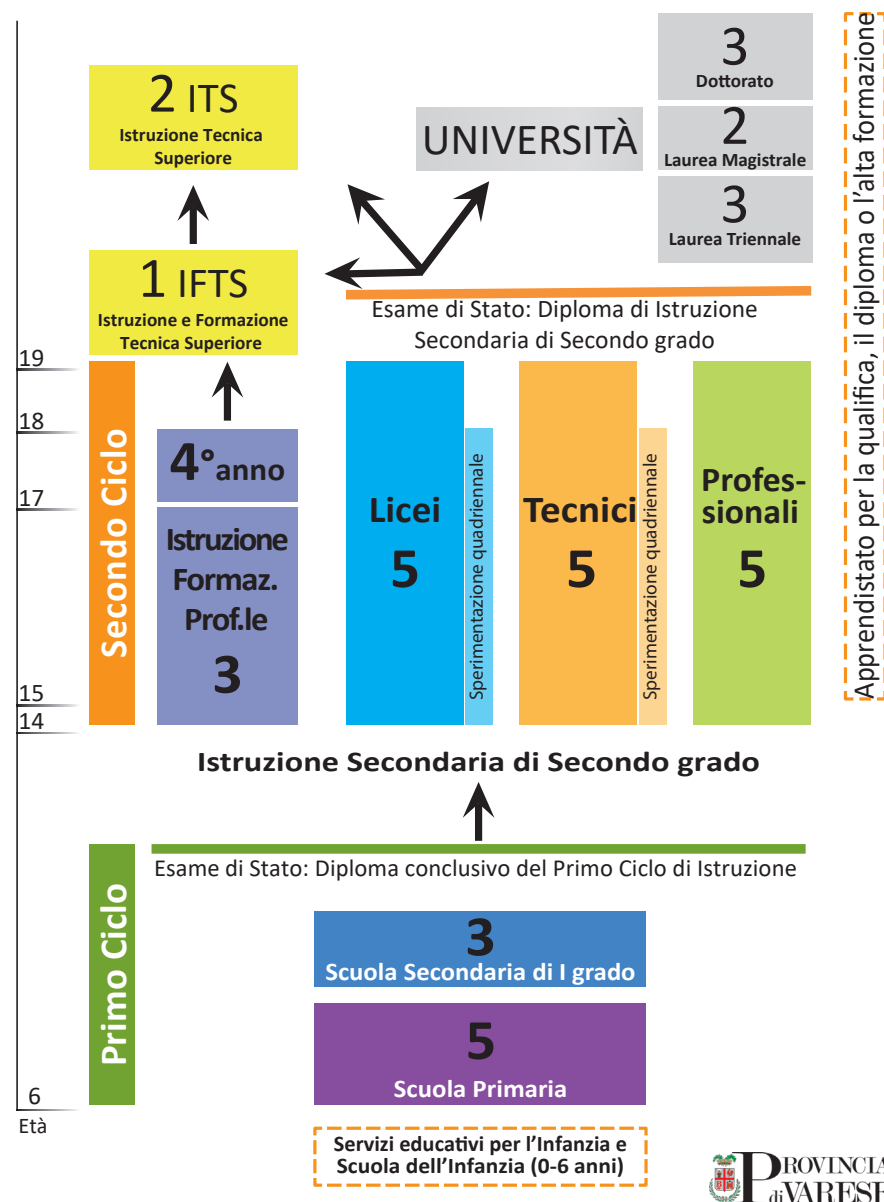 3
Dottorato
2 ITS
Istruzione Tecnica
Superiore
UNIVERSITÀ
2
Laurea Magistrale
3
Laurea Triennale
1 IFTS
Istruzione e Formazione
Tecnica Superiore
Esame di Stato: Diploma di Istruzione
Secondaria di Secondo grado
Apprendistato per la qualifica, il diploma o l'alta formazione
19
18
17
15
14
Secondo Ciclo
4° anno
Istruzione
Formaz.
Prof.le
3
Licei
5
Sperimentazione quadriennale
Tecnici
5
Sperimentazione quadriennale
Profes-
sionali
5
Istruzione Secondaria di Secondo grado
Primo Ciclo
Esame di Stato: Diploma conclusivo del Primo Ciclo di Istruzione
3
Scuola Secondaria di I grado
5
Scuola Primaria
6
Età
Servizi educativi per l'Infanzia e
Scuola dell'Infanzia (0-6 anni)
PROVINCIA
di VARESE